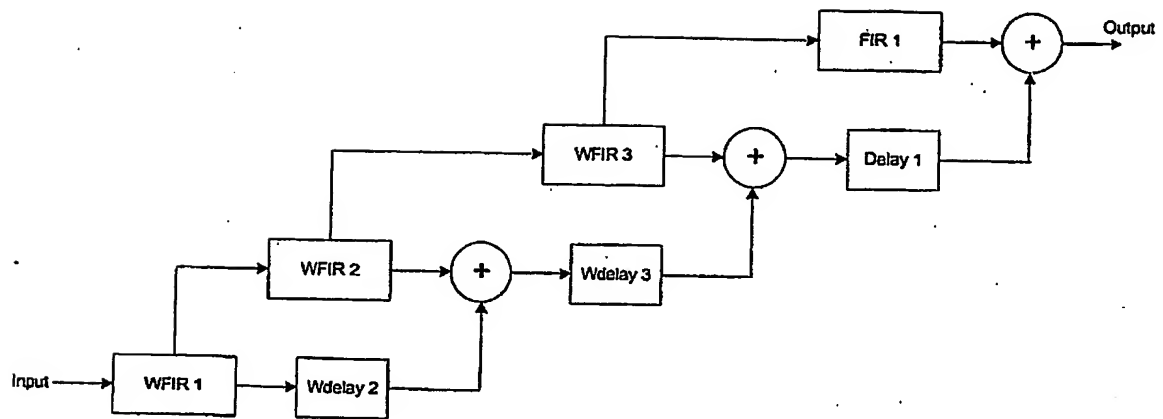 FIR 1
+
Output
WFIR 3
+
Delay 1
WFIR 2
+
Wdelay 3
Input
WFIR 1
Wdelay 2